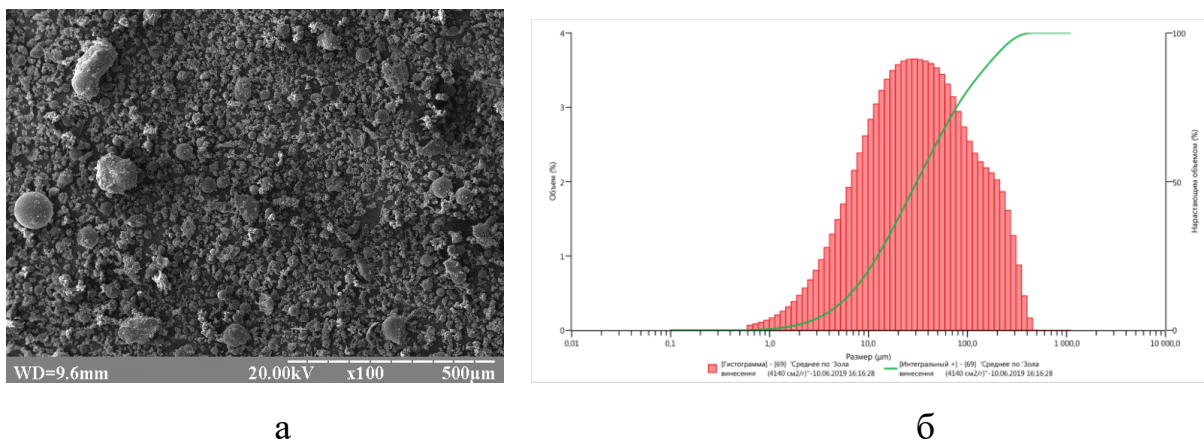 WD=9.6mm 20.00kV x100 500µm
4
3
2
1
0
100
50
0
Объем (%)
Нарастающим объемом (%)
0,01 0,1 1,0 10,0 100,0 1 000,0 10 000,0
Размер (µm)
[Гистограмма] - [69] 'Среднее по 'Зола
винесення (4140 см2/г)"-10.06.2019 16:16:28
[Интегральный +] - [69] 'Среднее по 'Зола
винесення (4140 см2/г)"-10.06.2019 16:16:28
а
б